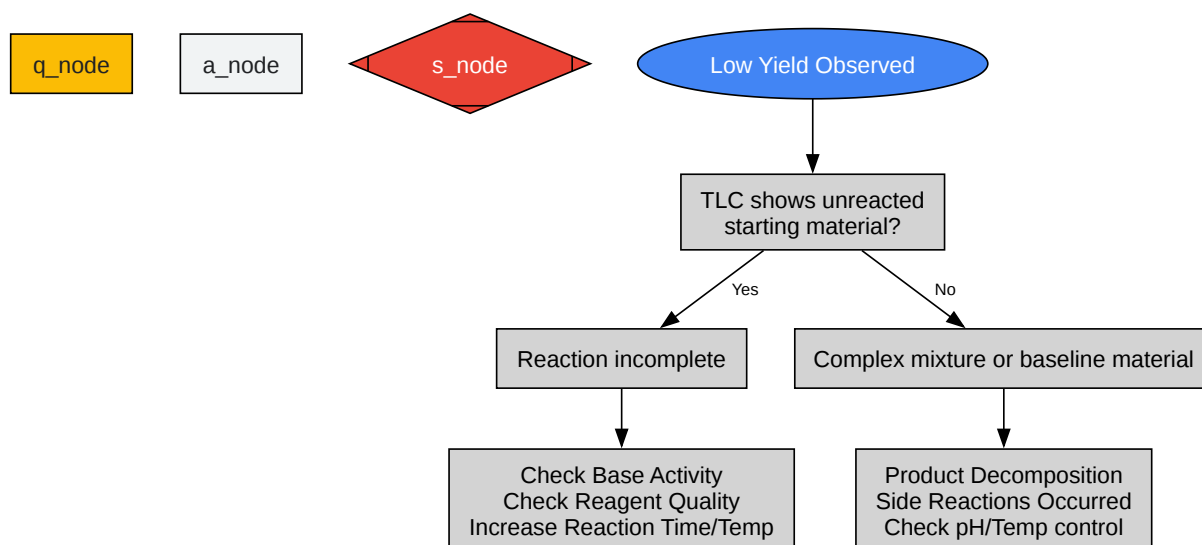 q_node
a_node
s_node
Low Yield Observed
TLC shows unreacted
starting material?
Yes
No
Reaction incomplete
Complex mixture or baseline material
Check Base Activity
Check Reagent Quality
Increase Reaction Time/Temp
Product Decomposition
Side Reactions Occurred
Check pH/Temp control